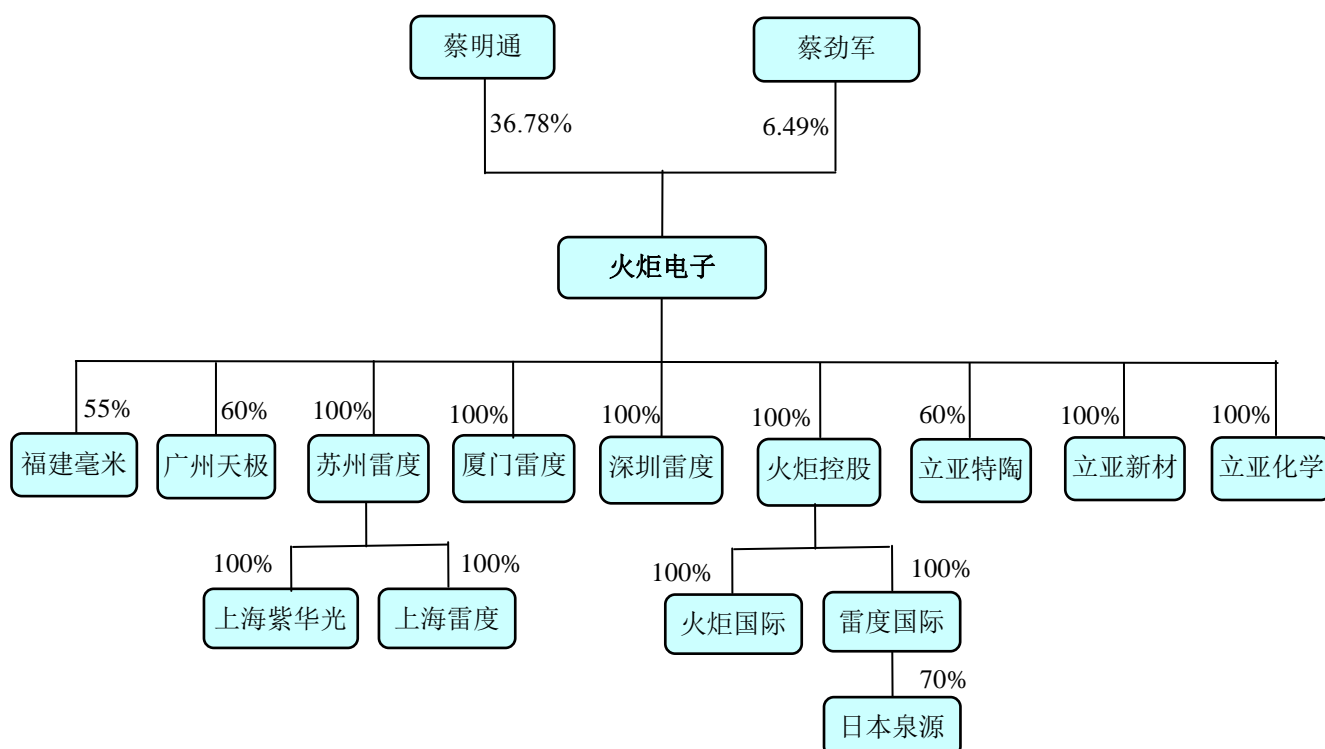 蔡明通
蔡劲军
36.78%
6.49%
火炬电子
55%
60%
100%
100%
100%
100%
60%
100%
100%
福建毫米
广州天极
苏州雷度
厦门雷度
深圳雷度
火炬控股
立亚特陶
立亚新材
立亚化学
100%
100%
100%
100%
上海紫华光
上海雷度
火炬国际
雷度国际
70%
日本泉源